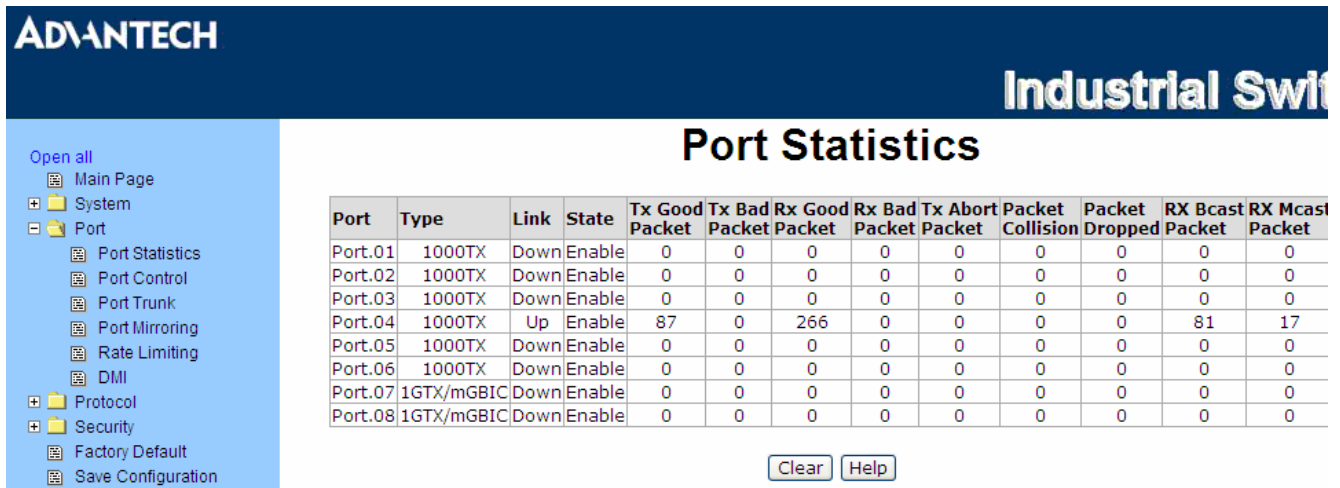 ADVANTECH
Industrial
Port Statistics
Open all
Main Page
System
Port
Port Statistics
Port Control
Port Trunk
Port Mirroring
Rate Limiting
DMI
Protocol
Security
Factory Default
Save Configuration
Port Type Link State Tx Good Packet Tx Bad Packet Rx Good Packet Rx Bad Packet Tx Abort Packet Packet Collision Packet Dropped RX Bcast Packet RX Mcast Packet
Port.01 1000TX Down Enable 0 0 0 0 0 0 0 0 0
Port.02 1000TX Down Enable 0 0 0 0 0 0 0 0 0
Port.03 1000TX Down Enable 0 0 0 0 0 0 0 0 0
Port.04 1000TX Up Enable 87 0 266 0 0 0 0 81 17
Port.05 1000TX Down Enable 0 0 0 0 0 0 0 0 0
Port.06 1000TX Down Enable 0 0 0 0 0 0 0 0 0
Port.07 1GTX/mGBIC Down Enable 0 0 0 0 0 0 0 0 0
Port.08 1GTX/mGBIC Down Enable 0 0 0 0 0 0 0 0 0
Clear Help